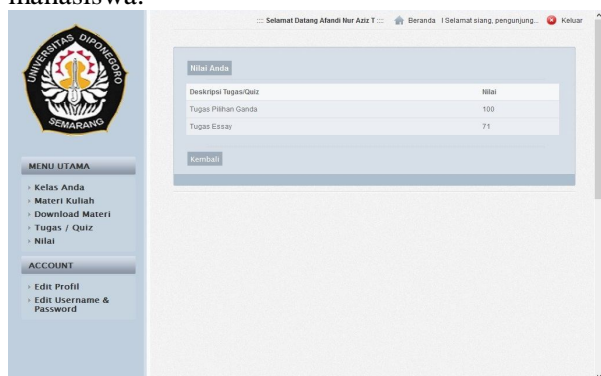 mahasiswa.
::: Selamat Datang Afandi Nur Aziz T ::: Beranda I Selamat siang, pengunjung... Keluar
UNIVERSITAS DIPONEGORO
SEMARANG
Nilai Anda
Deskripsi Tugas/Quiz Nilai
Tugas Pilihan Ganda 100
Tugas Essay 71
Kembali
MENU UTAMA
Kelas Anda
Materi Kuliah
Download Materi
Tugas / Quiz
Nilai
ACCOUNT
Edit Profil
Edit Username &
Password